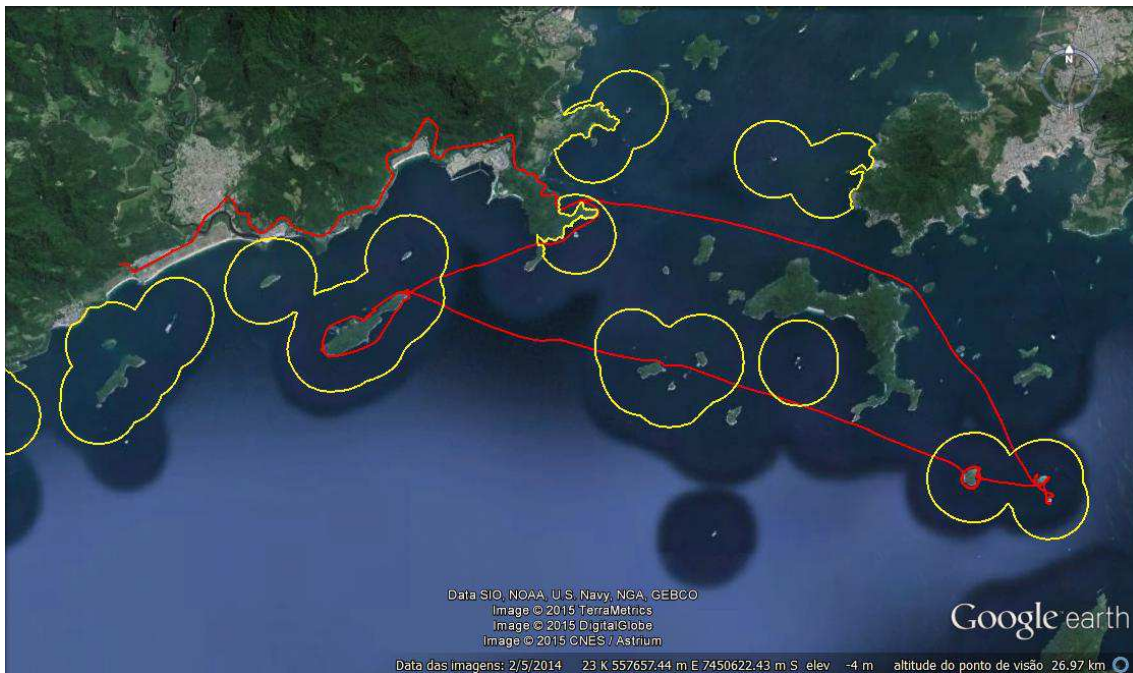 N
Data SIO, NOAA, U.S. Navy, NGA, GEBCO
Image © 2015 TerraMetrics
Image © 2015 DigitalGlobe
Image © 2015 CNES / Astrium
Google earth
Data das imagens: 2/5/2014 23 K 557657.44 m E 7450622.43 m S elev -4 m altitude do ponto de visão 26.97 km